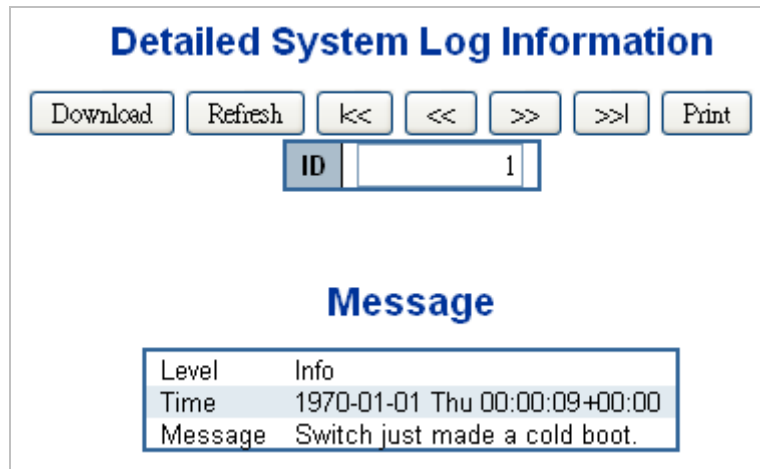 Detailed System Log Information
Download Refresh |<< << >> >>| Print
ID 1
Message
Level Info
Time 1970-01-01 Thu 00:00:09+00:00
Message Switch just made a cold boot.